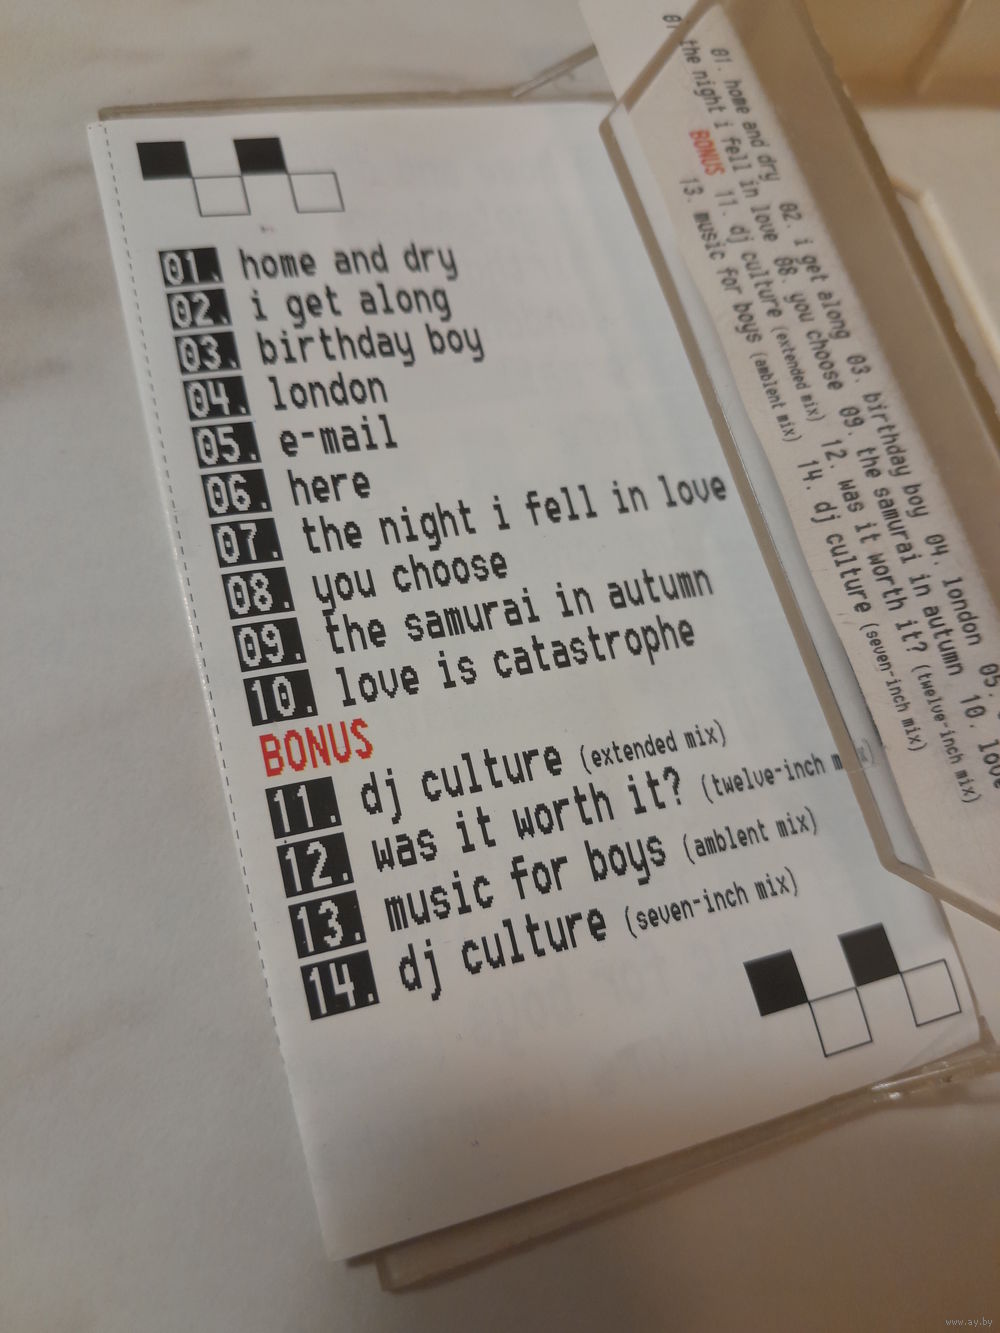 01. home and dry
02. i get along
03. birthday boy
04. london
05. e-mail
06. here
07. the night i fell in love
08. you choose
09. the samurai in autumn
10. love is catastrophe
BONUS
11. dj culture (extended mix)
12. was it worth it? (twelve-inch mix)
13. music for boys (amblent mix)
14. dj culture (seven-inch mix)
01. home and dry 02. i get along 03. birthday boy 04. london 05.
the night i fell in love 08. you choose 09. the samurai in autumn 10. love
BONUS 11. dj culture (extended mix) 12. was it worth it? (twelve-inch mix)
13. music for boys (amblent mix) 14. dj culture (seven-inch mix)
www.ay.by